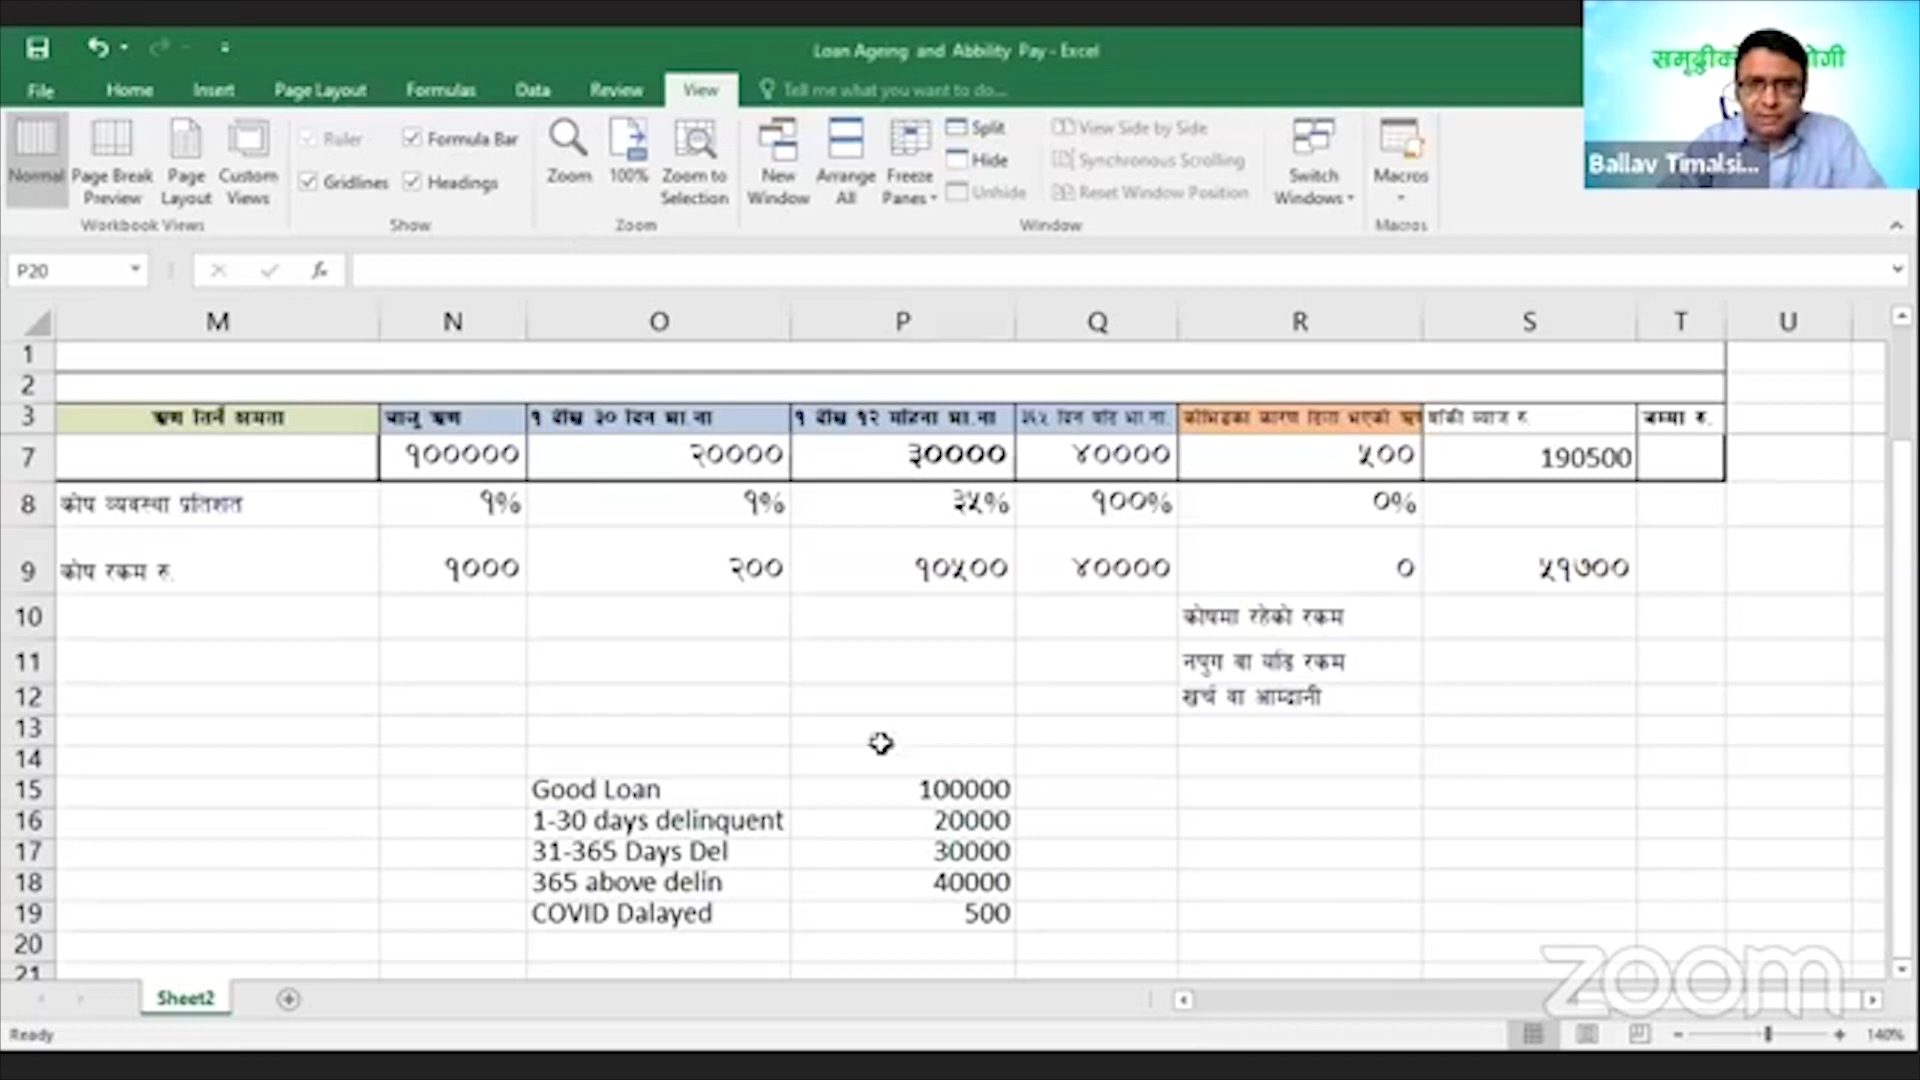 Loan Ageing and Abbility Pay - Excel
File Home Insert Page Layout Formulas Data Review View Tell me what you want to do...
Normal Page Break Preview Page Layout Custom Views
Ruler Formula Bar Gridlines Headings
Zoom 100% Zoom to Selection
New Window Arrange All Freeze Panes Split Hide Unhide
View Side by Side Synchronous Scrolling Reset Window Position
Switch Windows Macros
Workbook Views Show Zoom Window Macros
Ballav Timalsi...
P20 fx
M N O P Q R S T U
1
2
3 ऋण तिर्ने क्षमता चालु ऋण १ देखि ३० दिन भा.ना १ देखि १२ महिना भा.ना ३६५ दिन बढि भा.ना. बाँकी व्याज रु. जम्मा रु.
7 १००००० २०००० ३०००० ४०००० ५०० 190500
8 कोष व्यवस्था प्रतिशत १% १% ३५% १००% ०%
9 कोष रकम रु. १००० २०० १०५०० ४०००० ० ५१७००
10 कोषमा रहेको रकम
11 नपुग वा बढि रकम
12 खर्च वा आम्दानी
13
14
15 Good Loan 100000
16 1-30 days delinquent 20000
17 31-365 Days Del 30000
18 365 above delin 40000
19 COVID Dalayed 500
20
21
Sheet2
Ready 140%
zoom